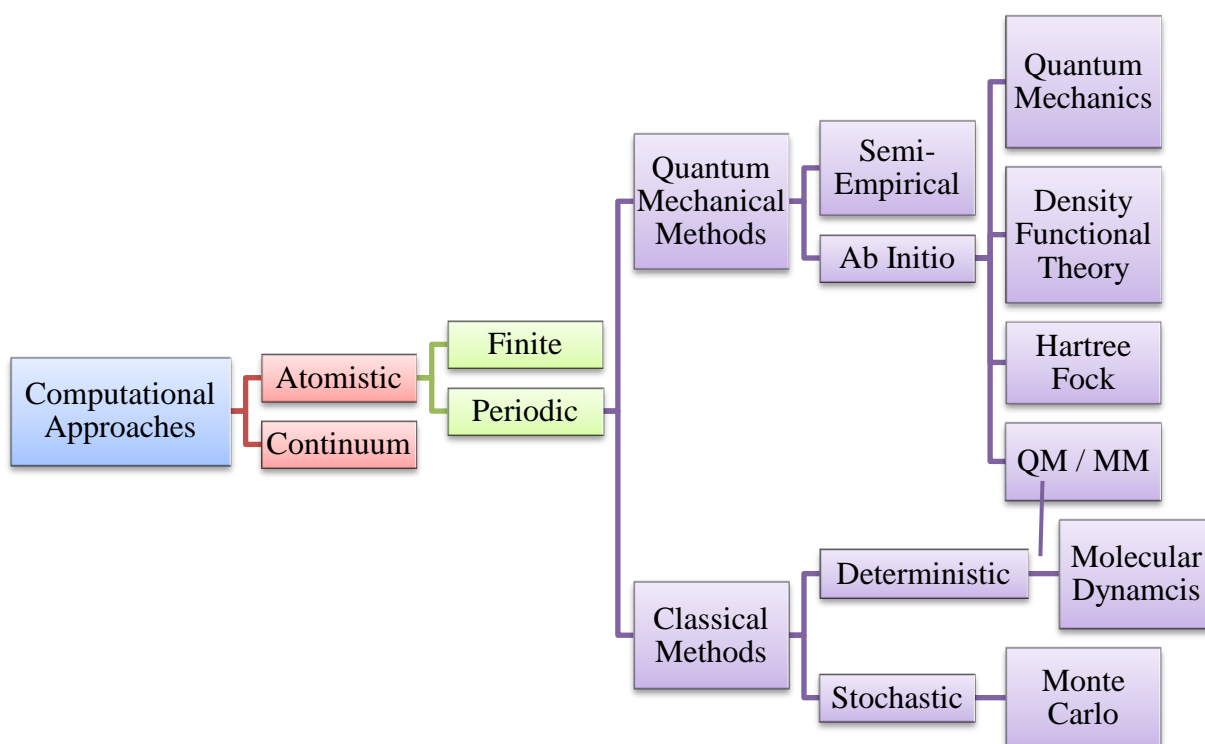 Computational
Approaches
Atomistic
Continuum
Finite
Periodic
Quantum
Mechanical
Methods
Semi-
Empirical
Ab Initio
Quantum
Mechanics
Density
Functional
Theory
Hartree
Fock
QM / MM
Classical
Methods
Deterministic
Molecular
Dynamcis
Stochastic
Monte
Carlo